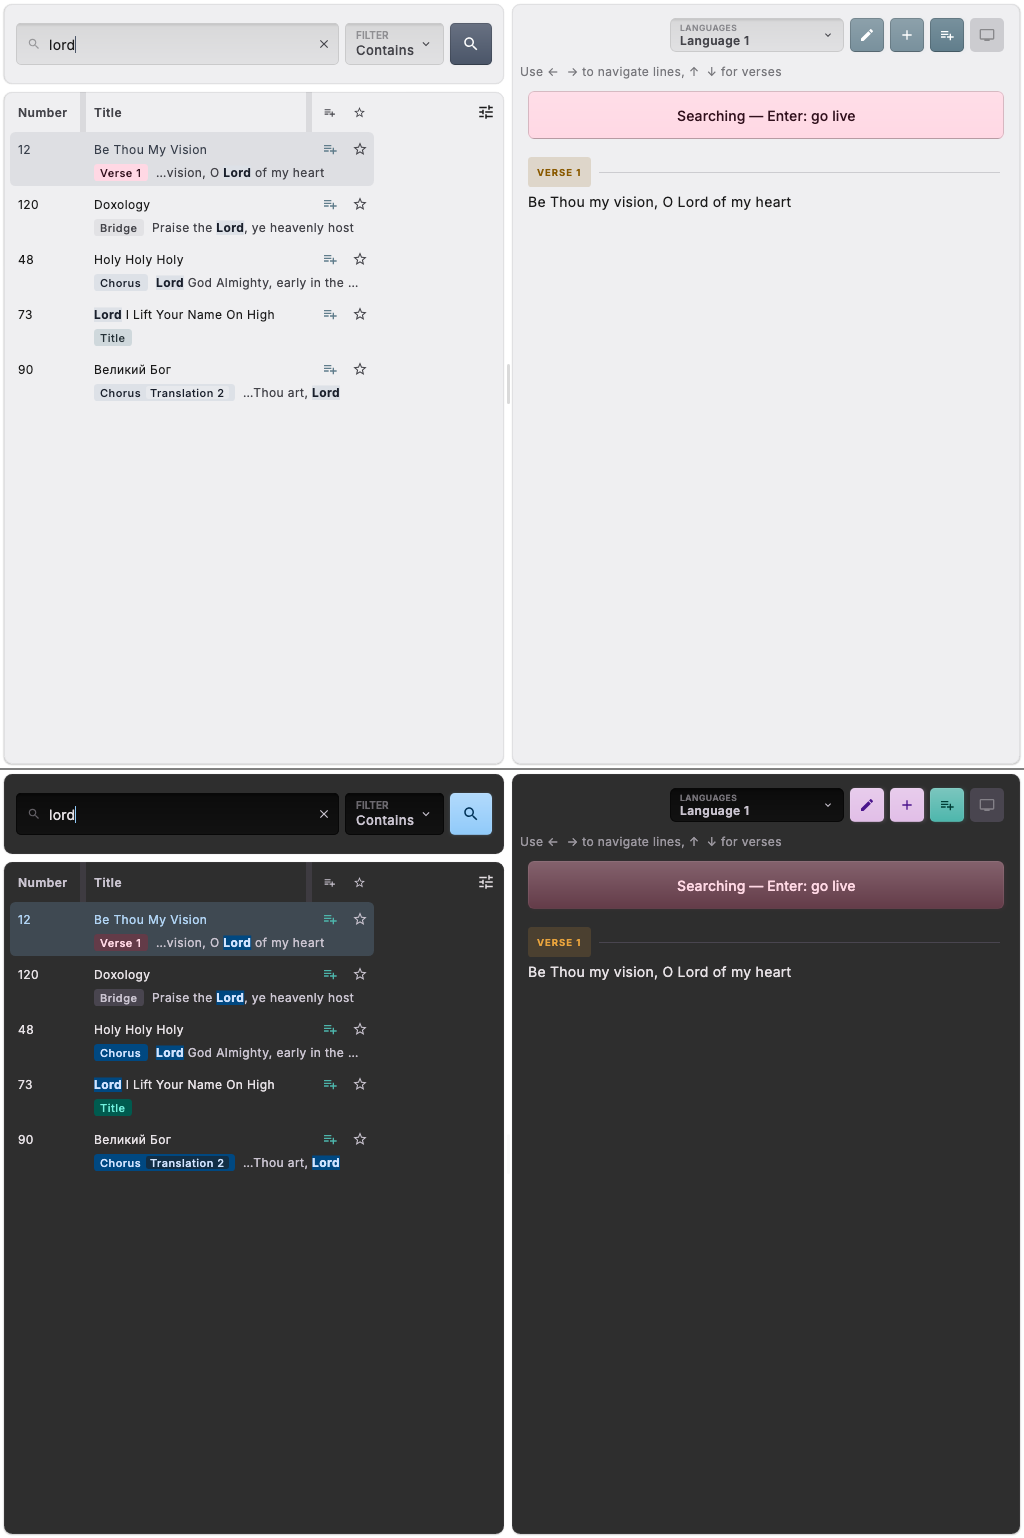 lord
FILTER
Contains
LANGUAGES
Language 1
Use ← → to navigate lines, ↑ ↓ for verses
Number Title
Searching — Enter: go live
12 Be Thou My Vision
Verse 1 ...vision, O Lord of my heart
VERSE 1
Be Thou my vision, O Lord of my heart
120 Doxology
Bridge Praise the Lord, ye heavenly host
48 Holy Holy Holy
Chorus Lord God Almighty, early in the ...
73 Lord I Lift Your Name On High
Title
90 Великий Бог
Chorus Translation 2 ...Thou art, Lord
lord
FILTER
Contains
LANGUAGES
Language 1
Use ← → to navigate lines, ↑ ↓ for verses
Number Title
Searching — Enter: go live
12 Be Thou My Vision
Verse 1 ...vision, O Lord of my heart
VERSE 1
Be Thou my vision, O Lord of my heart
120 Doxology
Bridge Praise the Lord, ye heavenly host
48 Holy Holy Holy
Chorus Lord God Almighty, early in the ...
73 Lord I Lift Your Name On High
Title
90 Великий Бог
Chorus Translation 2 ...Thou art, Lord